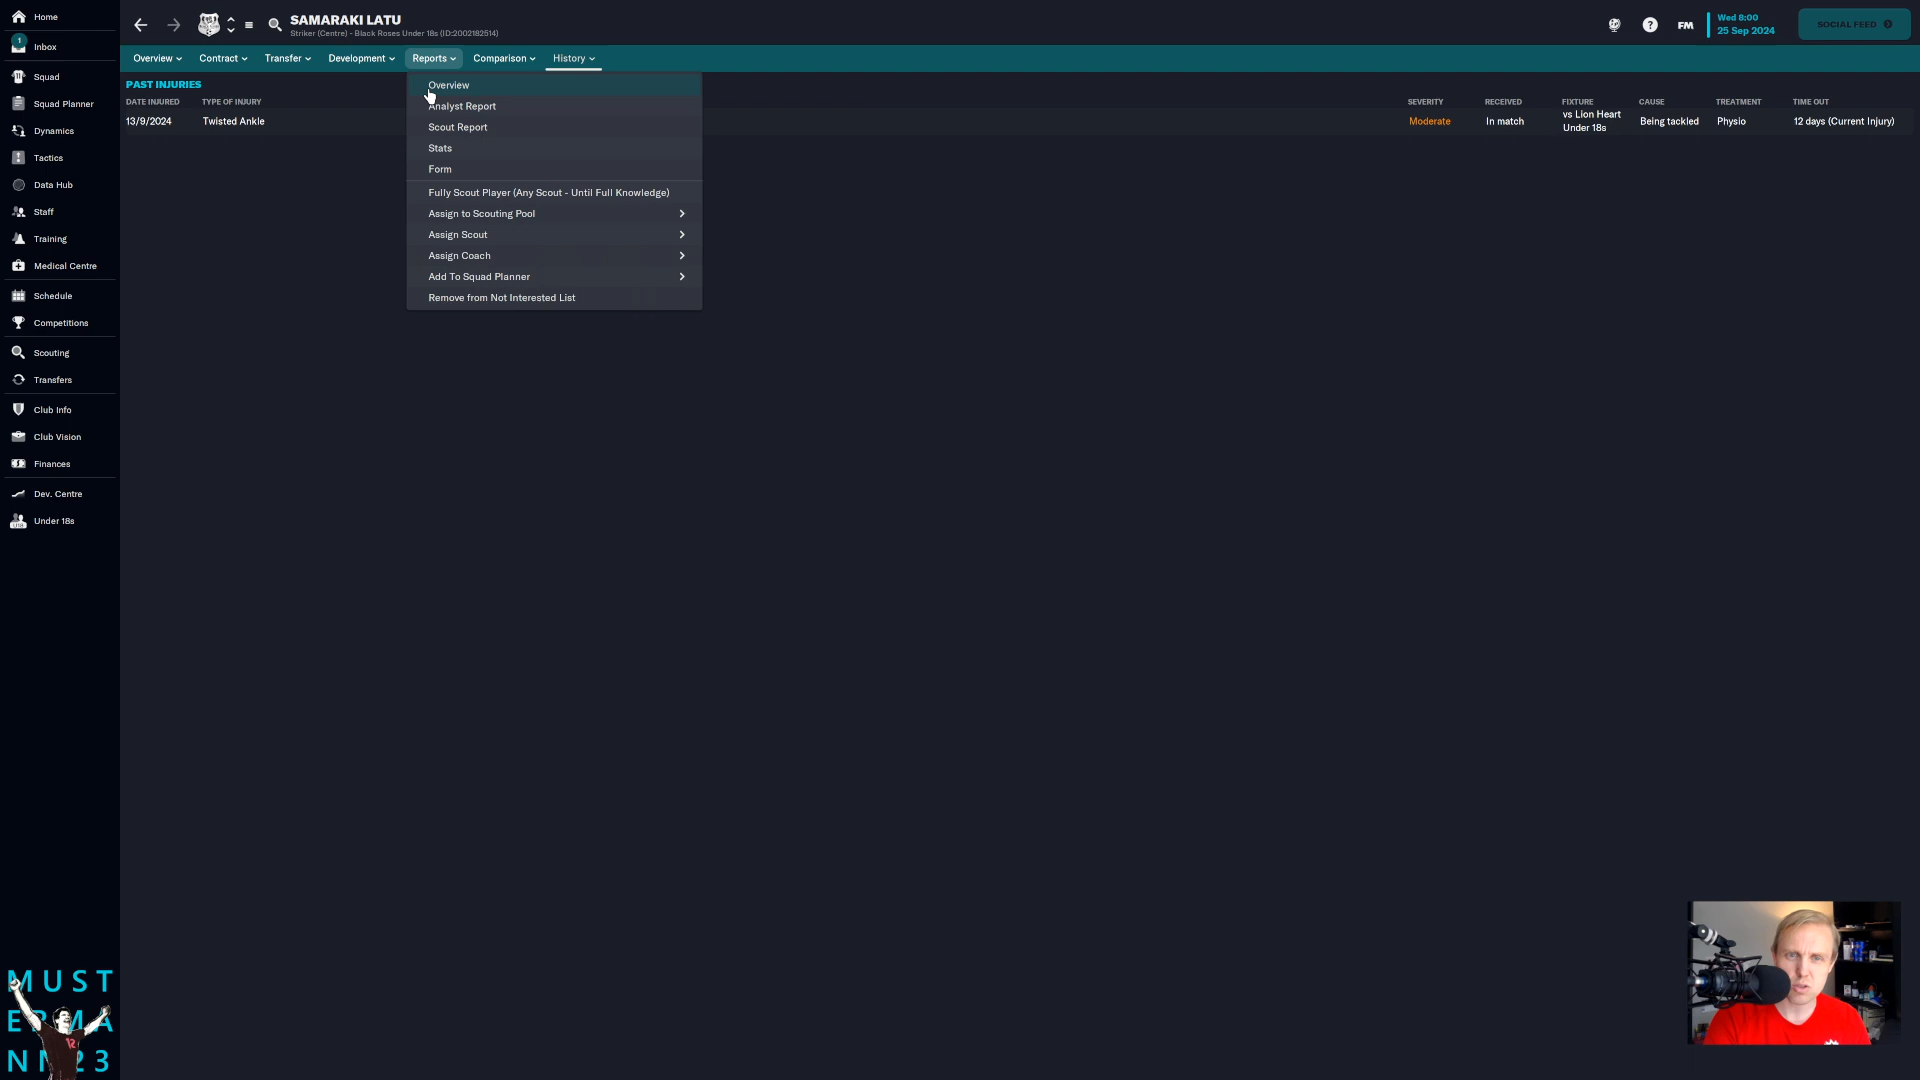 Home
1
Inbox
Squad
Squad Planner
Dynamics
Tactics
Data Hub
Staff
Training
Medical Centre
Schedule
Competitions
Scouting
Transfers
Club Info
Club Vision
Finances
Dev. Centre
Under 18s
MUST
ERMA
NN23
12
SAMARAKI LATU
Striker (Centre) - Black Roses Under 18s (ID:2002182514)
FM
Wed 8:00
25 Sep 2024
SOCIAL FEED
Overview
Contract
Transfer
Development
Reports
Comparison
History
PAST INJURIES
DATE INJURED TYPE OF INJURY SEVERITY RECEIVED FIXTURE CAUSE TREATMENT TIME OUT
13/9/2024 Twisted Ankle Moderate In match vs Lion Heart Under 18s Being tackled Physio 12 days (Current Injury)
Overview
Analyst Report
Scout Report
Stats
Form
Fully Scout Player (Any Scout - Until Full Knowledge)
Assign to Scouting Pool
Assign Scout
Assign Coach
Add To Squad Planner
Remove from Not Interested List